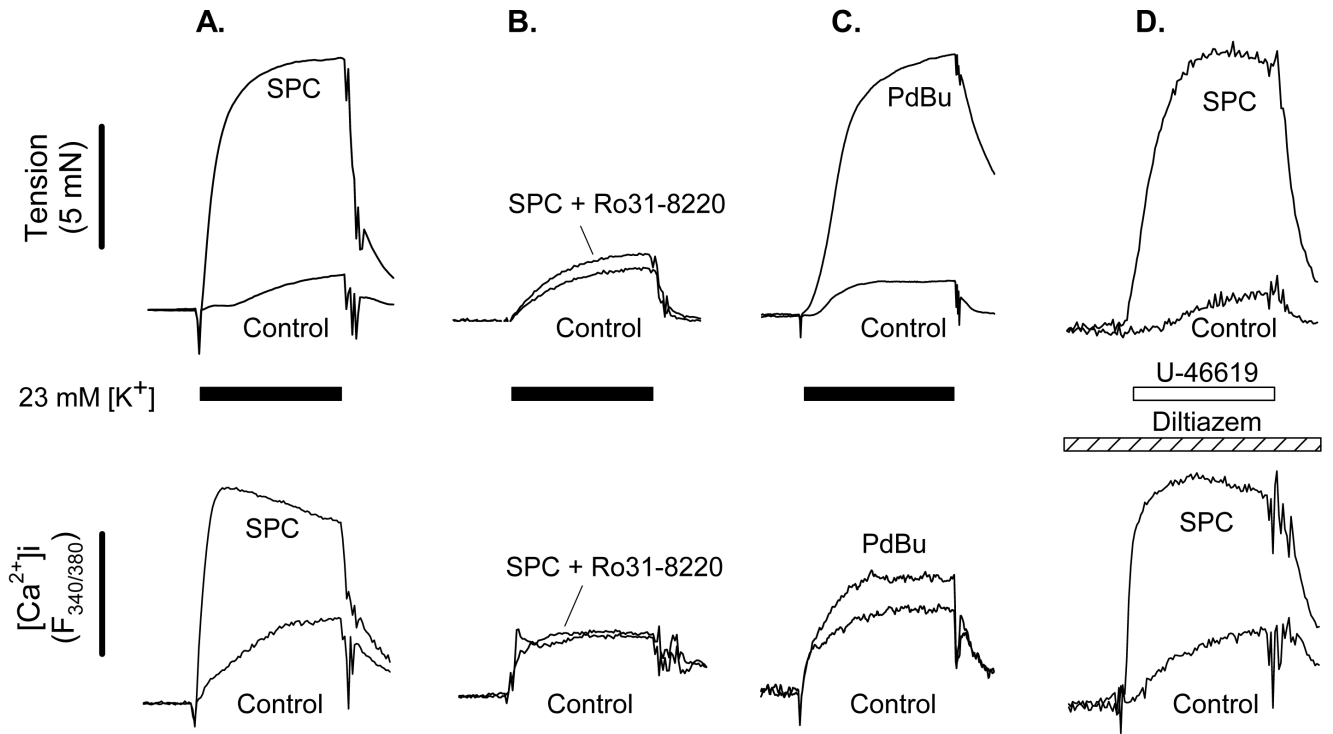 A.
B.
C.
D.
Tension
(5 mN)
SPC
Control
SPC + Ro31-8220
Control
PdBu
Control
SPC
Control
23 mM [K⁺]
U-46619
Diltiazem
[Ca²⁺]i
(F₃₄₀/₃₈₀)
SPC
Control
SPC + Ro31-8220
Control
PdBu
Control
SPC
Control